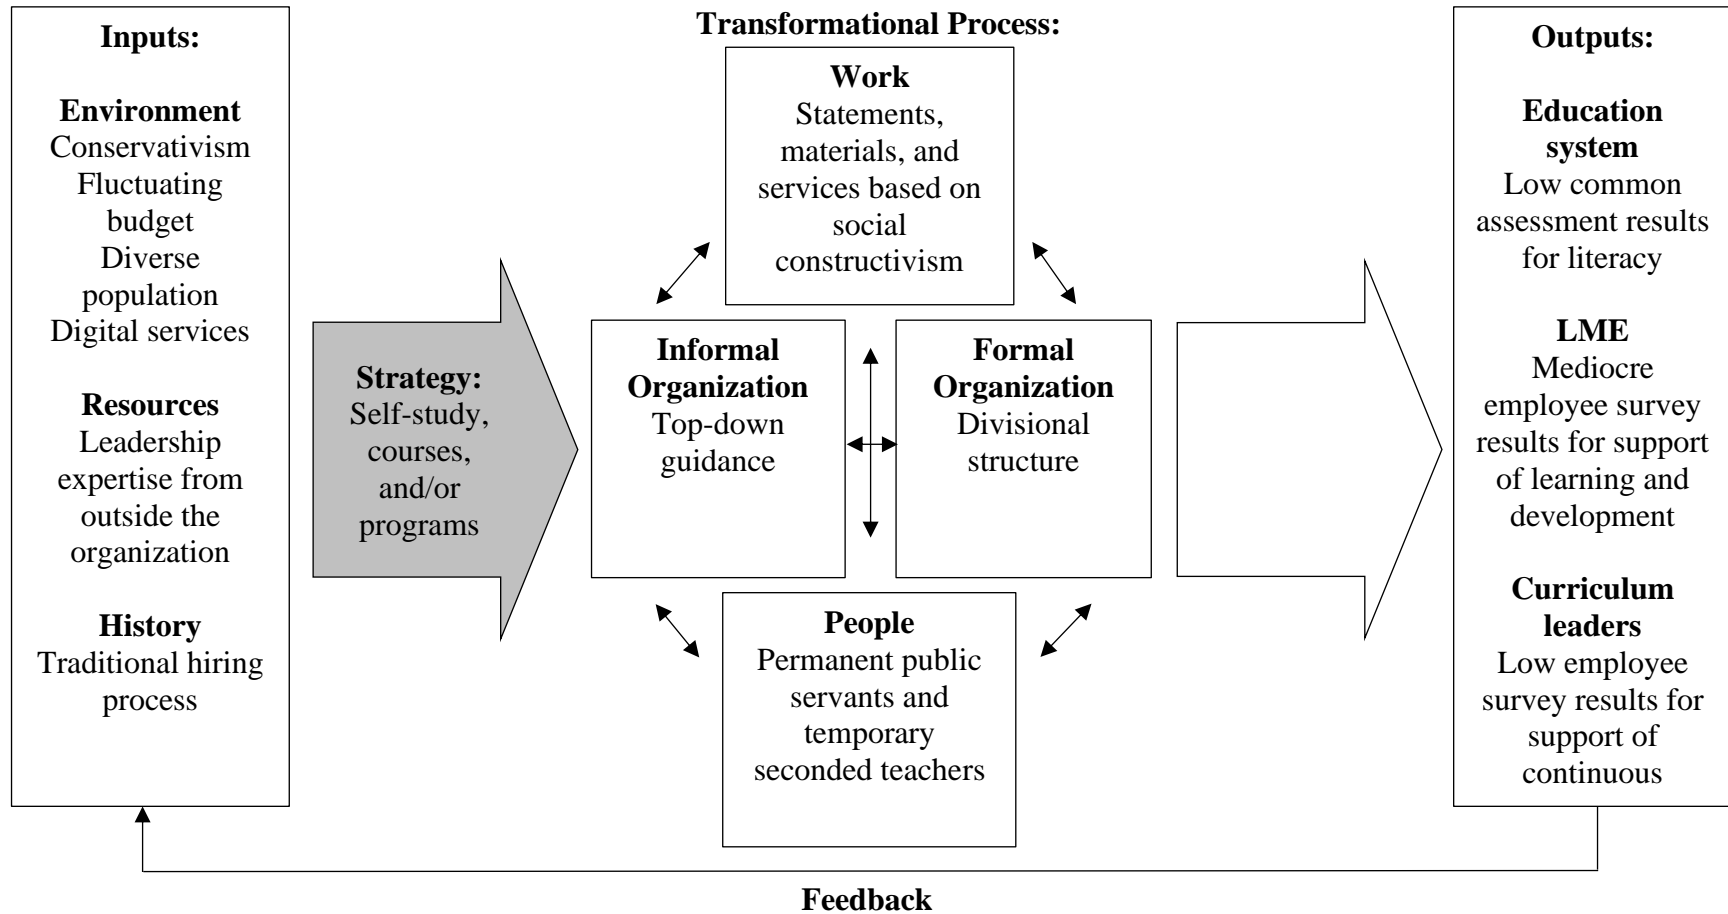 Inputs:
Environment
Conservativism
Fluctuating
budget
Diverse
population
Digital services
Resources
Leadership
expertise from
outside the
organization
History
Traditional hiring
process
Strategy:
Self-study,
courses,
and/or
programs
Transformational Process:
Work
Statements,
materials, and
services based on
social
constructivism
Informal
Organization
Top-down
guidance
Formal
Organization
Divisional
structure
People
Permanent public
servants and
temporary
seconded teachers
Outputs:
Education
system
Low common
assessment results
for literacy
LME
Mediocre
employee survey
results for support
of learning and
development
Curriculum
leaders
Low employee
survey results for
support of
continuous
Feedback